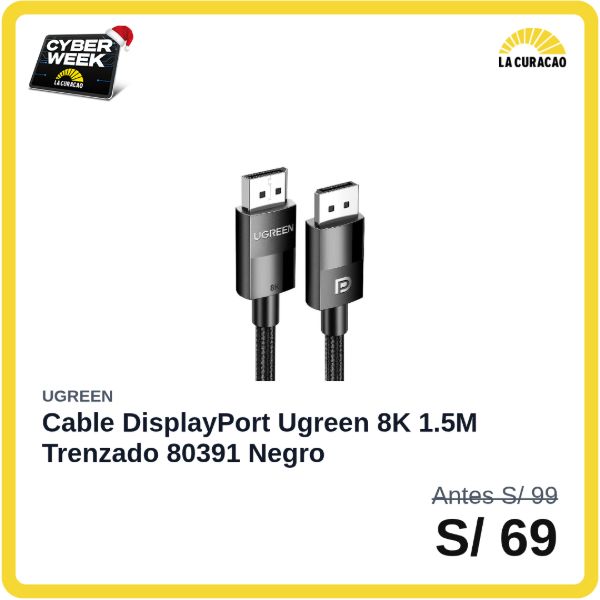 CYBER
WEEK
LA CURACAO
LA CURACAO
UGREEN
8K
UGREEN
Cable DisplayPort Ugreen 8K 1.5M
Trenzado 80391 Negro
Antes S/ 99
S/ 69